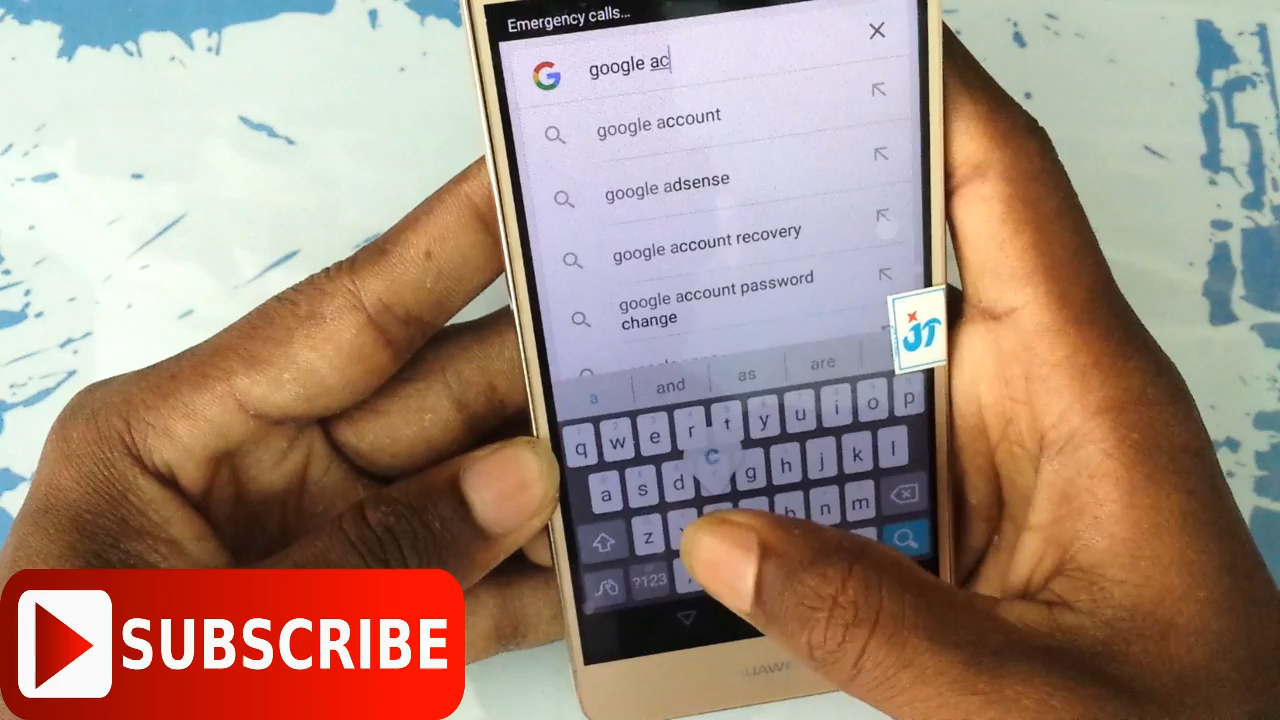 Emergency calls...
google ac
google account
google adsense
google account recovery
google account password
change
a and as are
q w e r t y u i o p
C
a s d g h j k l
z n m
?123
JT
SUBSCRIBE